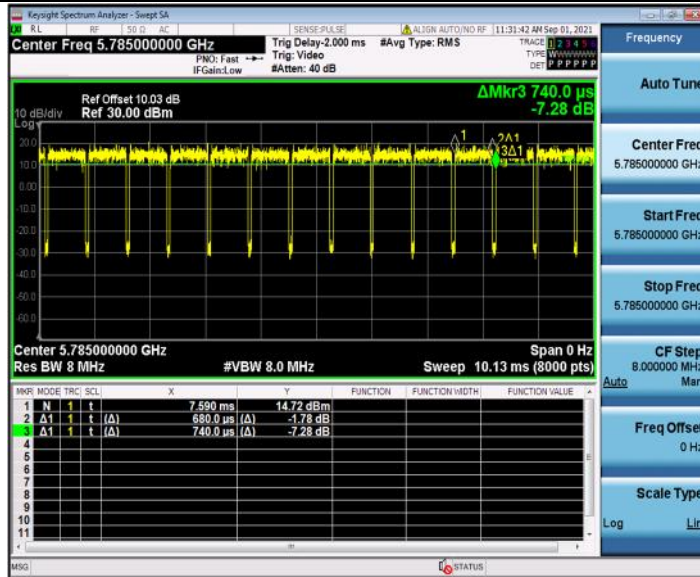 Keysight Spectrum Analyzer - Swept SA
RL RF 50 Ω AC SENSE:PULSE ALIGN AUTO/NO RF 11:31:42 AM Sep 01, 2021
Center Freq 5.785000000 GHz
PNO: Fast
IFGain:Low
Trig Delay-2.000 ms
Trig: Video
#Atten: 40 dB
#Avg Type: RMS
TRACE 1 2 3 4 5 6
TYPE
DET P P P P P P
ΔMkr3 740.0 µs
-7.28 dB
Ref Offset 10.03 dB
Ref 30.00 dBm
10 dB/div
Log
20.0
10.0
0.00
-10.0
-20.0
-30.0
-40.0
-50.0
-60.0
1
2Δ1
3Δ1
Center 5.785000000 GHz Span 0 Hz
Res BW 8 MHz #VBW 8.0 MHz Sweep 10.13 ms (8000 pts)
MKR MODE TRC SCL X Y FUNCTION FUNCTION WIDTH FUNCTION VALUE
1 N 1 t 7.590 ms 14.72 dBm
2 Δ1 1 t (Δ) 680.0 µs (Δ) -1.78 dB
3 Δ1 1 t (Δ) 740.0 µs (Δ) -7.28 dB
4
5
6
7
8
9
10
11
MSG STATUS
Frequency
Auto Tune
Center Freq
5.785000000 GHz
Start Freq
5.785000000 GHz
Stop Freq
5.785000000 GHz
CF Step
8.000000 MHz
Auto Man
Freq Offset
0 Hz
Scale Type
Log Lin